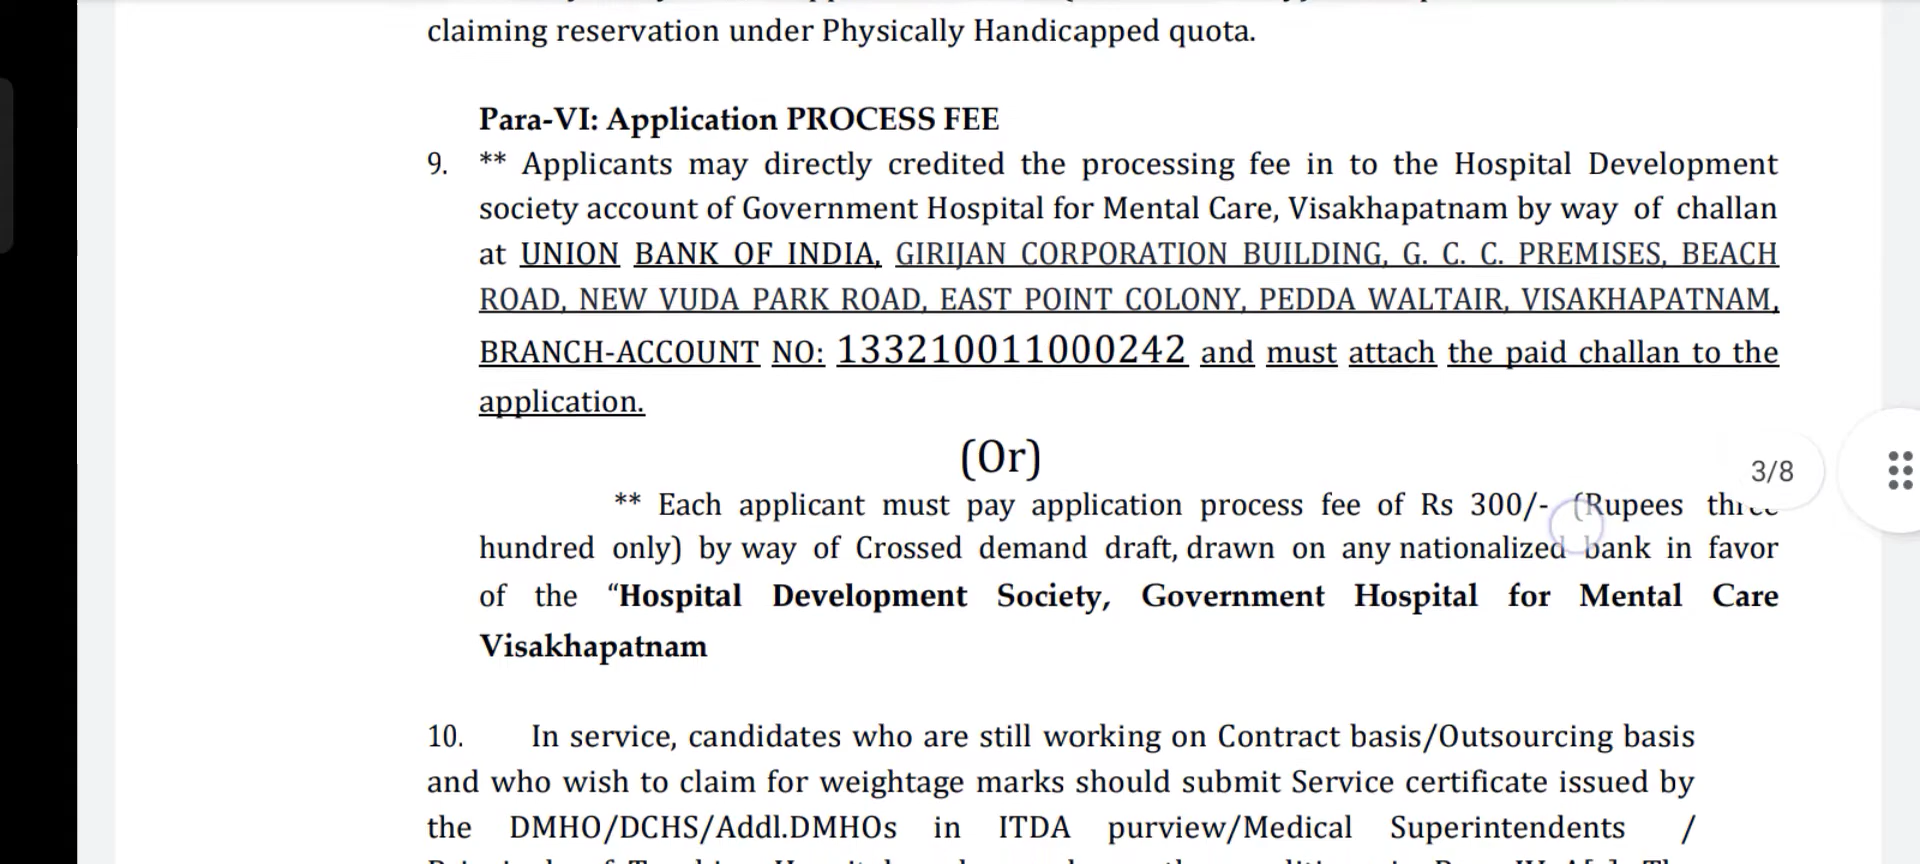 claiming reservation under Physically Handicapped quota.
Para-VI: Application PROCESS FEE
9. ** Applicants may directly credited the processing fee in to the Hospital Development
society account of Government Hospital for Mental Care, Visakhapatnam by way of challan
at UNION BANK OF INDIA, GIRIJAN CORPORATION BUILDING, G. C. C. PREMISES, BEACH
ROAD, NEW VUDA PARK ROAD, EAST POINT COLONY, PEDDA WALTAIR, VISAKHAPATNAM,
BRANCH-ACCOUNT NO: 133210011000242 and must attach the paid challan to the
application.
(Or)
3/8
** Each applicant must pay application process fee of Rs 300/- (Rupees three
hundred only) by way of Crossed demand draft, drawn on any nationalized bank in favor
of the “Hospital Development Society, Government Hospital for Mental Care
Visakhapatnam
10. In service, candidates who are still working on Contract basis/Outsourcing basis
and who wish to claim for weightage marks should submit Service certificate issued by
the DMHO/DCHS/Addl.DMHOs in ITDA purview/Medical Superintendents /